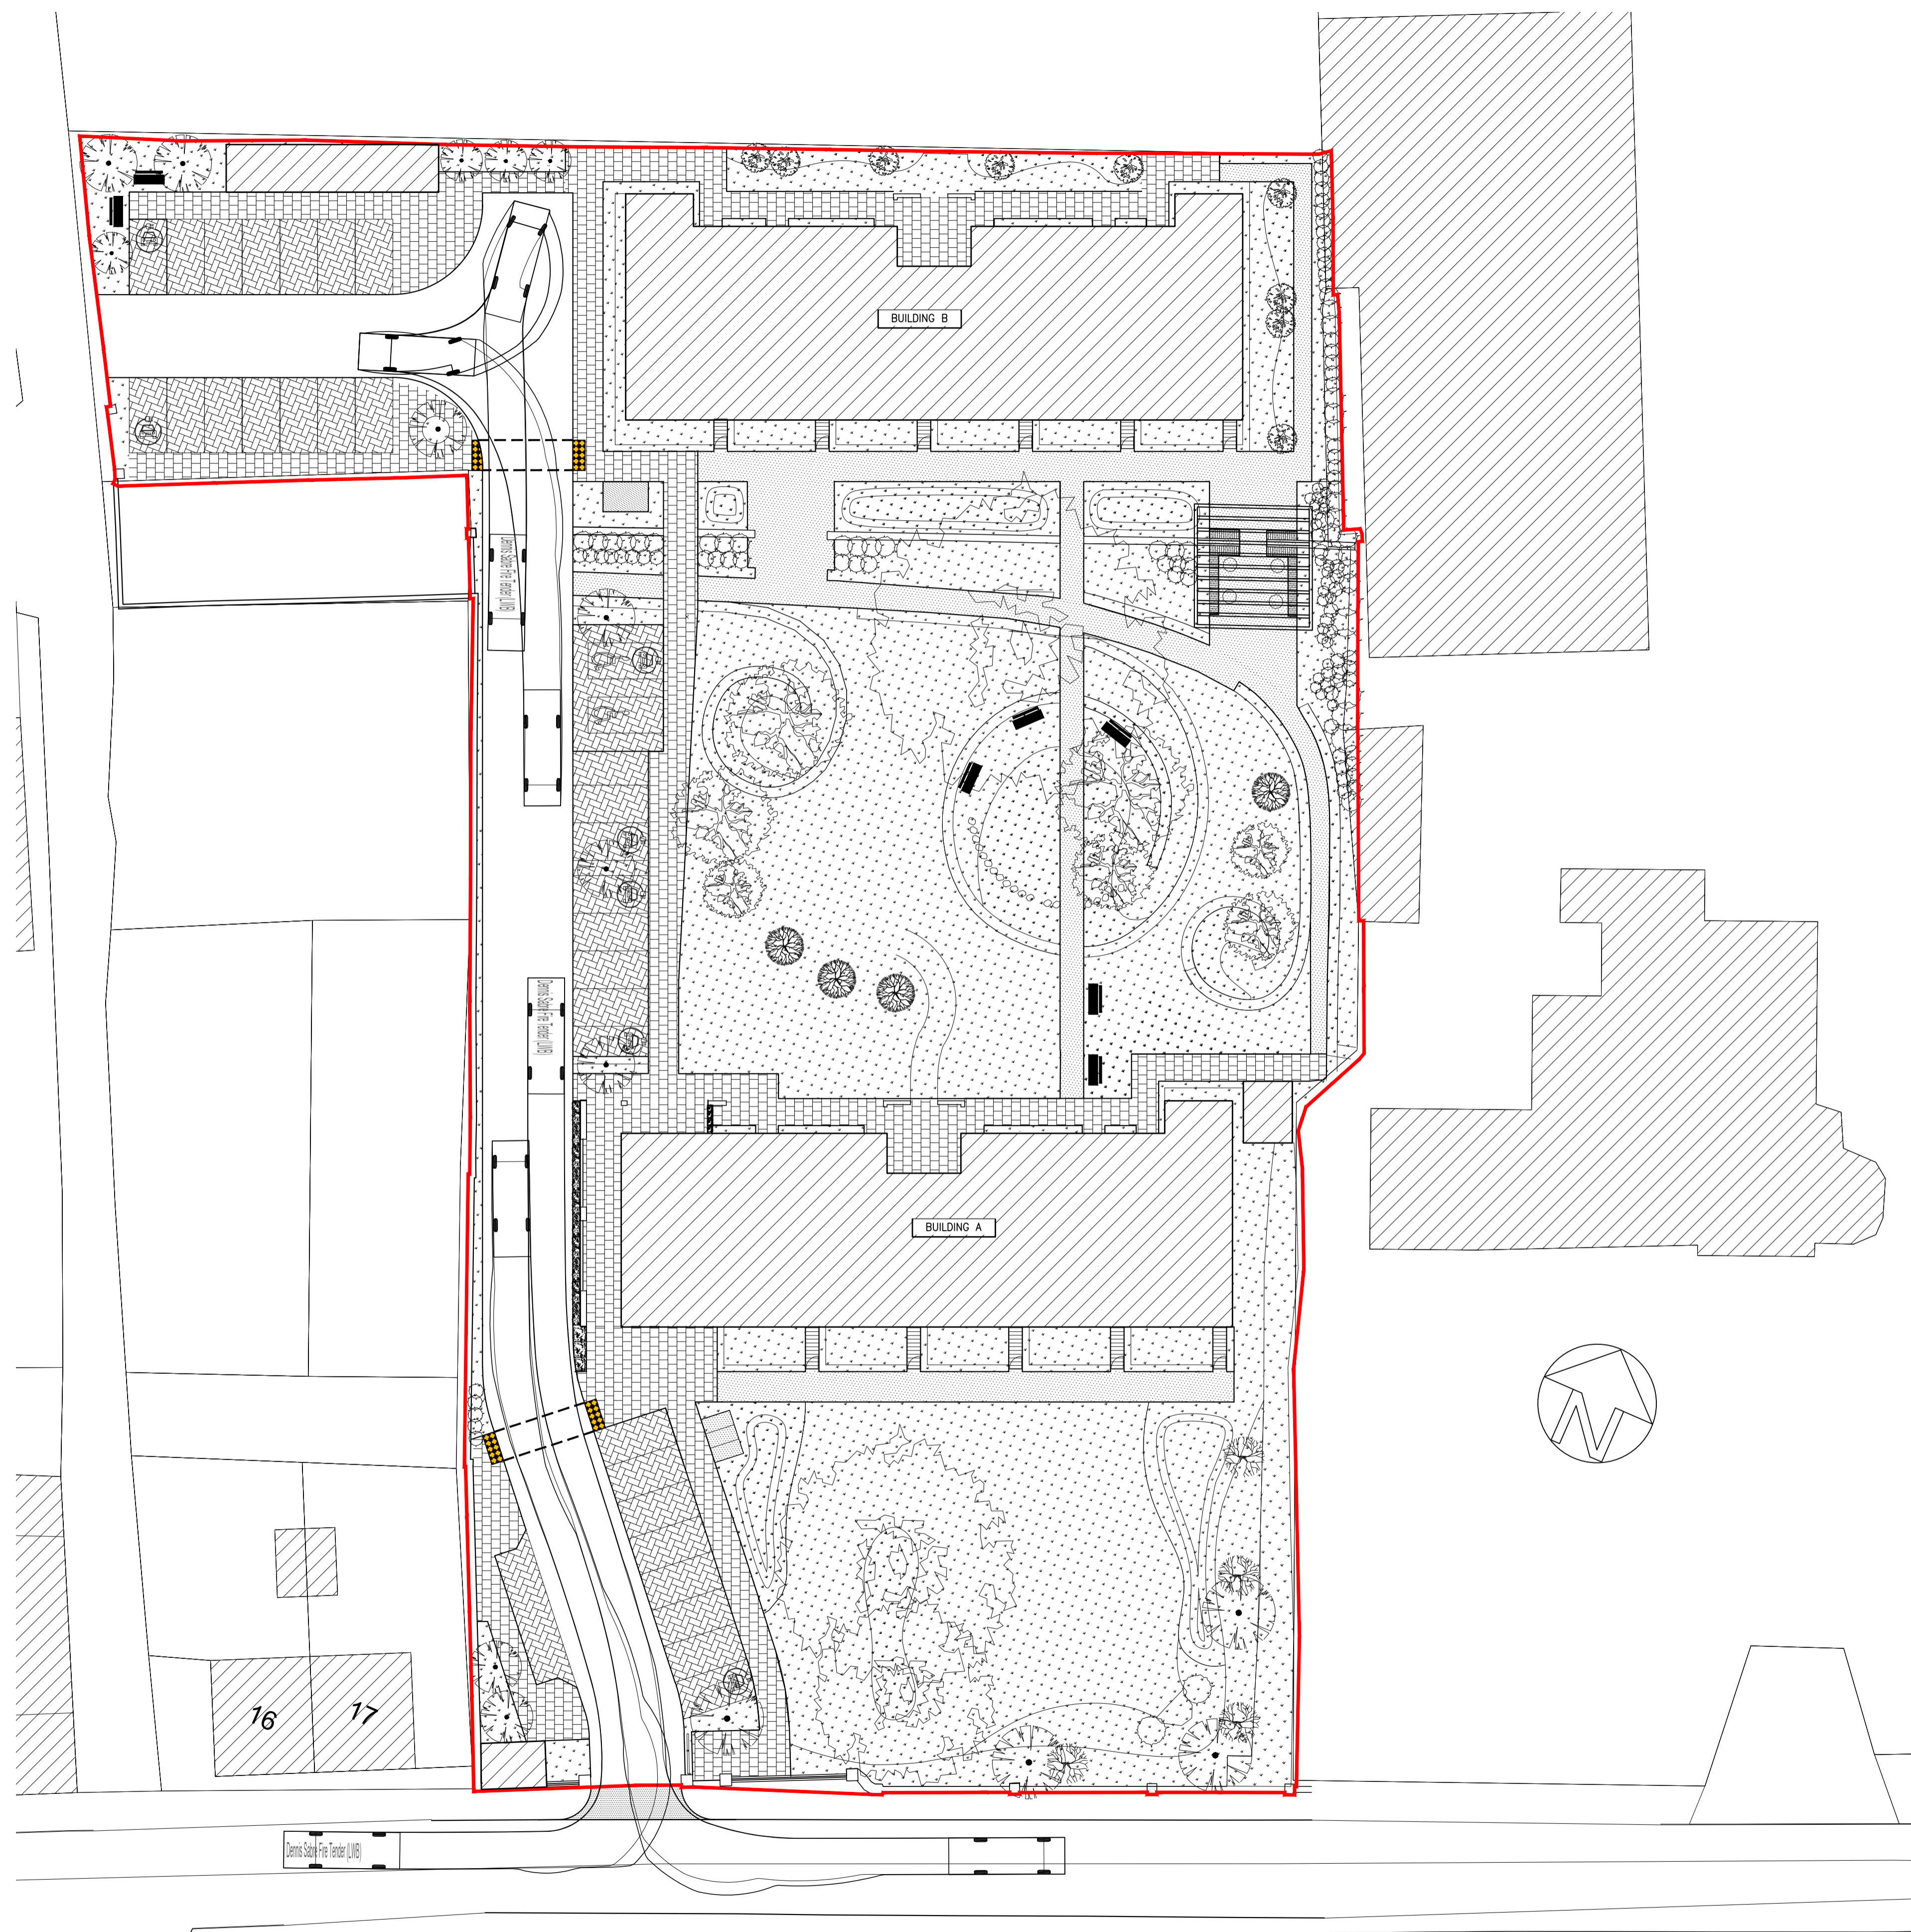 BUILDING B
Dennis Sabre Fire Tender (LWB)
Dennis Sabre Fire Tender (LWB)
BUILDING A
N
16
17
Dennis Sabre Fire Tender (LWB)